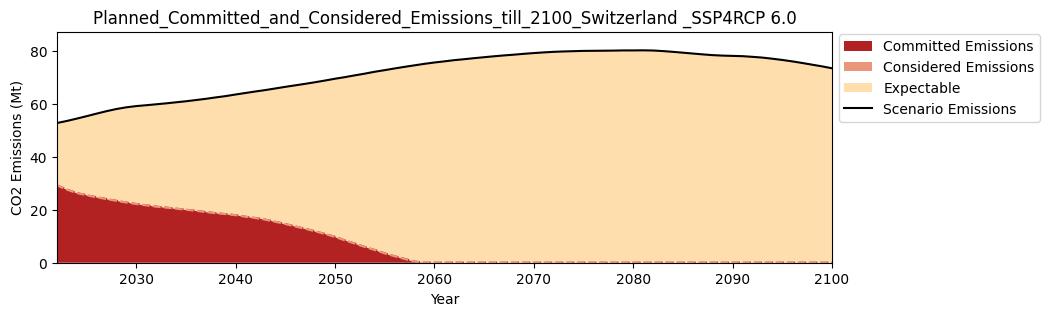 Planned_Committed_and_Considered_Emissions_till_2100_Switzerland _SSP4RCP 6.0
Committed Emissions
Considered Emissions
Expectable
Scenario Emissions
CO2 Emissions (Mt)
80
60
40
20
0
2030 2040 2050 2060 2070 2080 2090 2100
Year